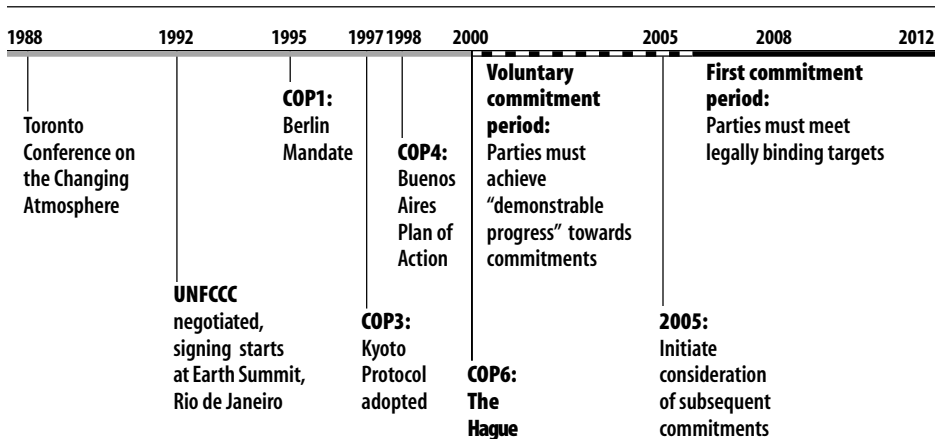 1988 1992 1995 1997 1998 2000 2005 2008 2012
Toronto
Conference on
the Changing
Atmosphere
UNFCCC
negotiated,
signing starts
at Earth Summit,
Rio de Janeiro
COP1:
Berlin
Mandate
COP3:
Kyoto
Protocol
adopted
COP4:
Buenos
Aires
Plan of
Action
COP6:
The
Hague
Voluntary
commitment
period:
Parties must
achieve
“demonstrable
progress” towards
commitments
2005:
Initiate
consideration
of subsequent
commitments
First commitment
period:
Parties must meet
legally binding targets